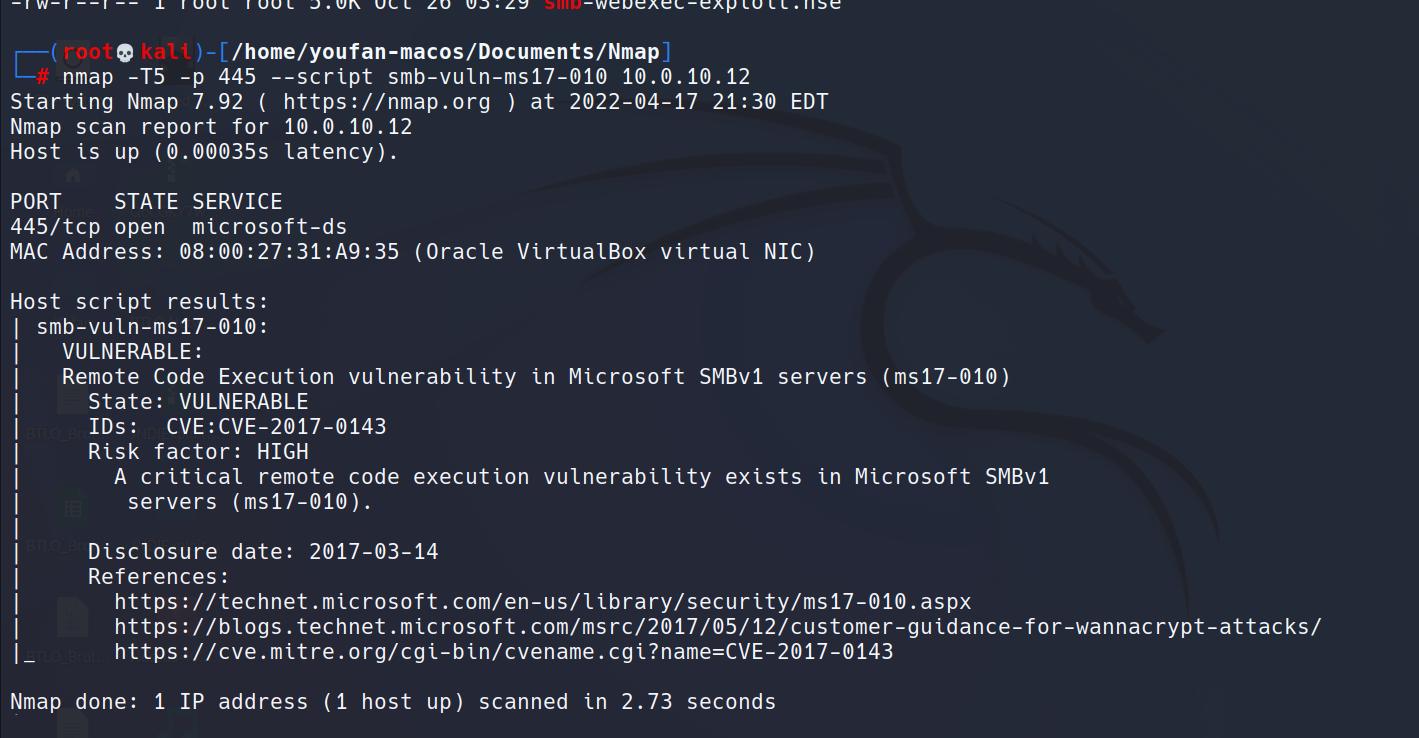 -rw-r--r-- 1 root root 5.0K Oct 26 03:29 smb-webexec-exploit.nse
┌──(root💀kali)-[/home/youfan-macos/Documents/Nmap]
└─# nmap -T5 -p 445 --script smb-vuln-ms17-010 10.0.10.12
Starting Nmap 7.92 ( https://nmap.org ) at 2022-04-17 21:30 EDT
Nmap scan report for 10.0.10.12
Host is up (0.00035s latency).
PORT    STATE SERVICE
445/tcp open  microsoft-ds
MAC Address: 08:00:27:31:A9:35 (Oracle VirtualBox virtual NIC)
Host script results:
| smb-vuln-ms17-010:
|   VULNERABLE:
|   Remote Code Execution vulnerability in Microsoft SMBv1 servers (ms17-010)
|     State: VULNERABLE
|     IDs:  CVE:CVE-2017-0143
|     Risk factor: HIGH
|       A critical remote code execution vulnerability exists in Microsoft SMBv1
|        servers (ms17-010).
|
|     Disclosure date: 2017-03-14
|     References:
|       https://technet.microsoft.com/en-us/library/security/ms17-010.aspx
|       https://blogs.technet.microsoft.com/msrc/2017/05/12/customer-guidance-for-wannacrypt-attacks/
|_      https://cve.mitre.org/cgi-bin/cvename.cgi?name=CVE-2017-0143
Nmap done: 1 IP address (1 host up) scanned in 2.73 seconds